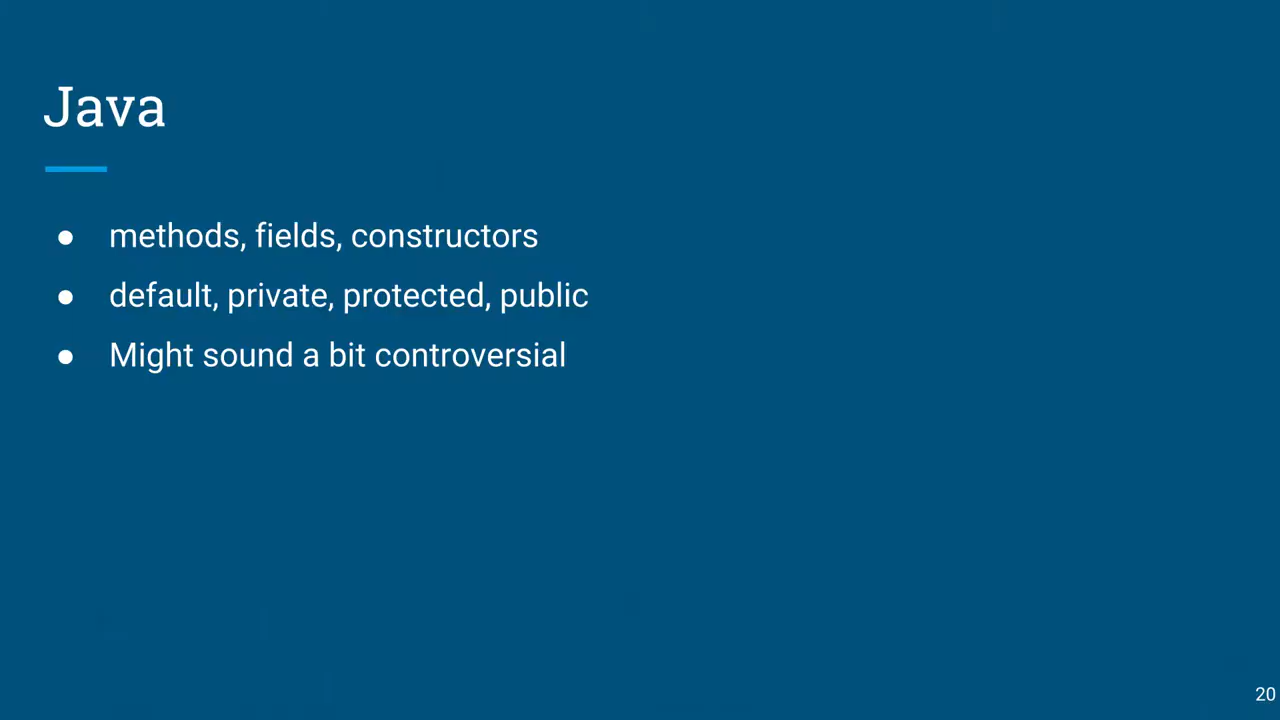 Java
● methods, fields, constructors
● default, private, protected, public
● Might sound a bit controversial
20